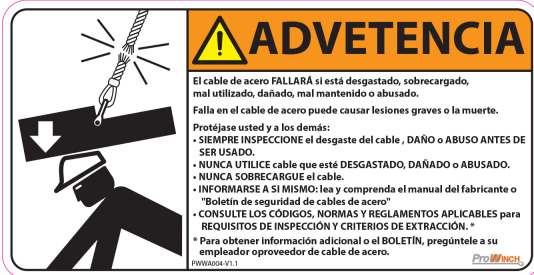 ADVETENCIA
El cable de acero FALLARÁ si está desgastado, sobrecargado,
mal utilizado, dañado, mal mantenido o abusado.
Falla en el cable de acero puede causar lesiones graves o la muerte.
Protéjase usted y a los demás:
• SIEMPRE INSPECCIONE el desgaste del cable , DAÑO o ABUSO ANTES DE
SER USADO.
• NUNCA UTILICE cable que esté DESGASTADO, DAÑADO o ABUSADO.
• NUNCA SOBRECARGUE el cable.
• INFORMARSE A SI MISMO: lea y comprenda el manual del fabricante o
"Boletín de seguridad de cables de acero"
• CONSULTE LOS CÓDIGOS, NORMAS Y REGLAMENTOS APLICABLES para
REQUISITOS DE INSPECCIÓN Y CRITERIOS DE EXTRACCIÓN. *
* Para obtener información adicional o el BOLETÍN, pregúntele a su
empleador oproveedor de cable de acero.
PWWA004-V1.1
ProWinch